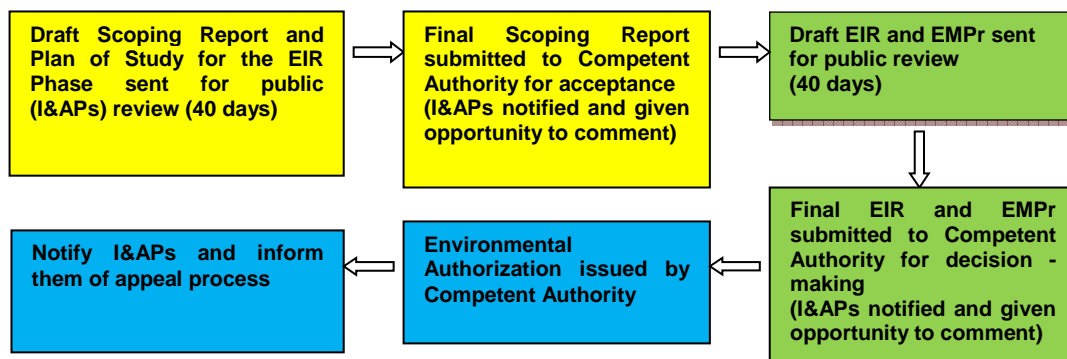 Draft Scoping Report and
Plan of Study for the EIR
Phase sent for public
(I&APs) review (40 days)
Final Scoping Report
submitted to Competent
Authority for acceptance
(I&APs notified and given
opportunity to comment)
Draft EIR and EMPr sent
for public review
(40 days)
Final EIR and EMPr
submitted to Competent
Authority for decision -
making
(I&APs notified and given
opportunity to comment)
Environmental
Authorization issued by
Competent Authority
Notify I&APs and inform
them of appeal process